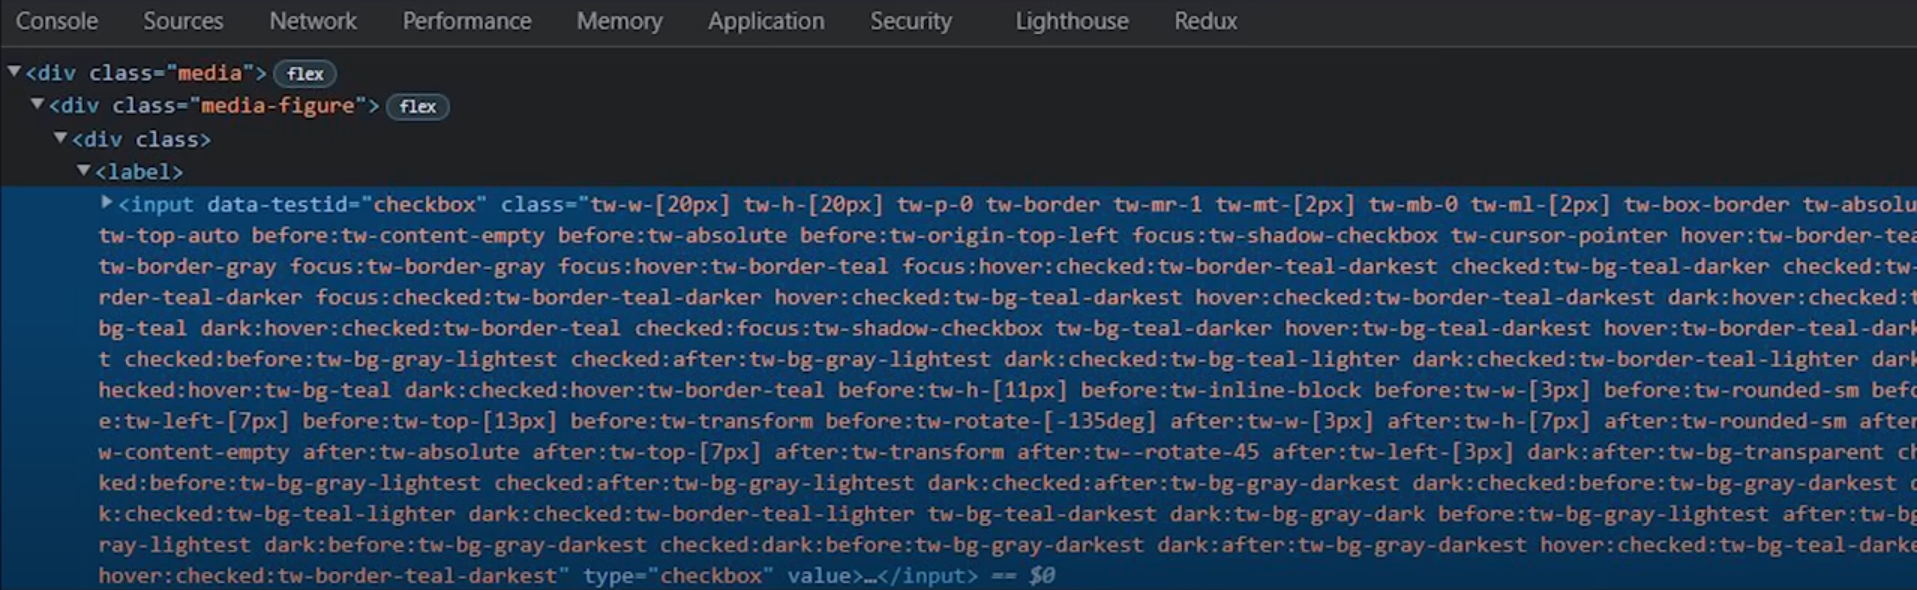 Console Sources Network Performance Memory Application Security Lighthouse Redux
<div class="media"> flex
<div class="media-figure"> flex
<div class>
<label>
<input data-testid="checkbox" class="tw-w-[20px] tw-h-[20px] tw-p-0 tw-border tw-mr-1 tw-mt-[2px] tw-mb-0 tw-ml-[2px] tw-box-border tw-absolu
tw-top-auto before:tw-content-empty before:tw-absolute before:tw-origin-top-left focus:tw-shadow-checkbox tw-cursor-pointer hover:tw-border-tea
tw-border-gray focus:tw-border-gray focus:hover:tw-border-teal focus:hover:checked:tw-border-teal-darkest checked:tw-bg-teal-darker checked:tw-
rder-teal-darker focus:checked:tw-border-teal-darker hover:checked:tw-bg-teal-darkest hover:checked:tw-border-teal-darkest dark:hover:checked:t
bg-teal dark:hover:checked:tw-border-teal checked:focus:tw-shadow-checkbox tw-bg-teal-darker hover:tw-bg-teal-darkest hover:tw-border-teal-dark
t checked:before:tw-bg-gray-lightest checked:after:tw-bg-gray-lightest dark:checked:tw-bg-teal-lighter dark:checked:tw-border-teal-lighter dark
hecked:hover:tw-bg-teal dark:checked:hover:tw-border-teal before:tw-h-[11px] before:tw-inline-block before:tw-w-[3px] before:tw-rounded-sm befo
e:tw-left-[7px] before:tw-top-[13px] before:tw-transform before:tw-rotate-[-135deg] after:tw-w-[3px] after:tw-h-[7px] after:tw-rounded-sm after
w-content-empty after:tw-absolute after:tw-top-[7px] after:tw-transform after:tw--rotate-45 after:tw-left-[3px] dark:after:tw-bg-transparent ch
ked:before:tw-bg-gray-lightest checked:after:tw-bg-gray-lightest dark:checked:after:tw-bg-gray-darkest dark:checked:before:tw-bg-gray-darkest d
k:checked:tw-bg-teal-lighter dark:checked:tw-border-teal-lighter tw-bg-teal-darkest dark:tw-bg-gray-dark before:tw-bg-gray-lightest after:tw-bg
ray-lightest dark:before:tw-bg-gray-darkest checked:dark:before:tw-bg-gray-darkest dark:after:tw-bg-gray-darkest hover:checked:tw-bg-teal-darke
hover:checked:tw-border-teal-darkest" type="checkbox" value>…</input> == $0